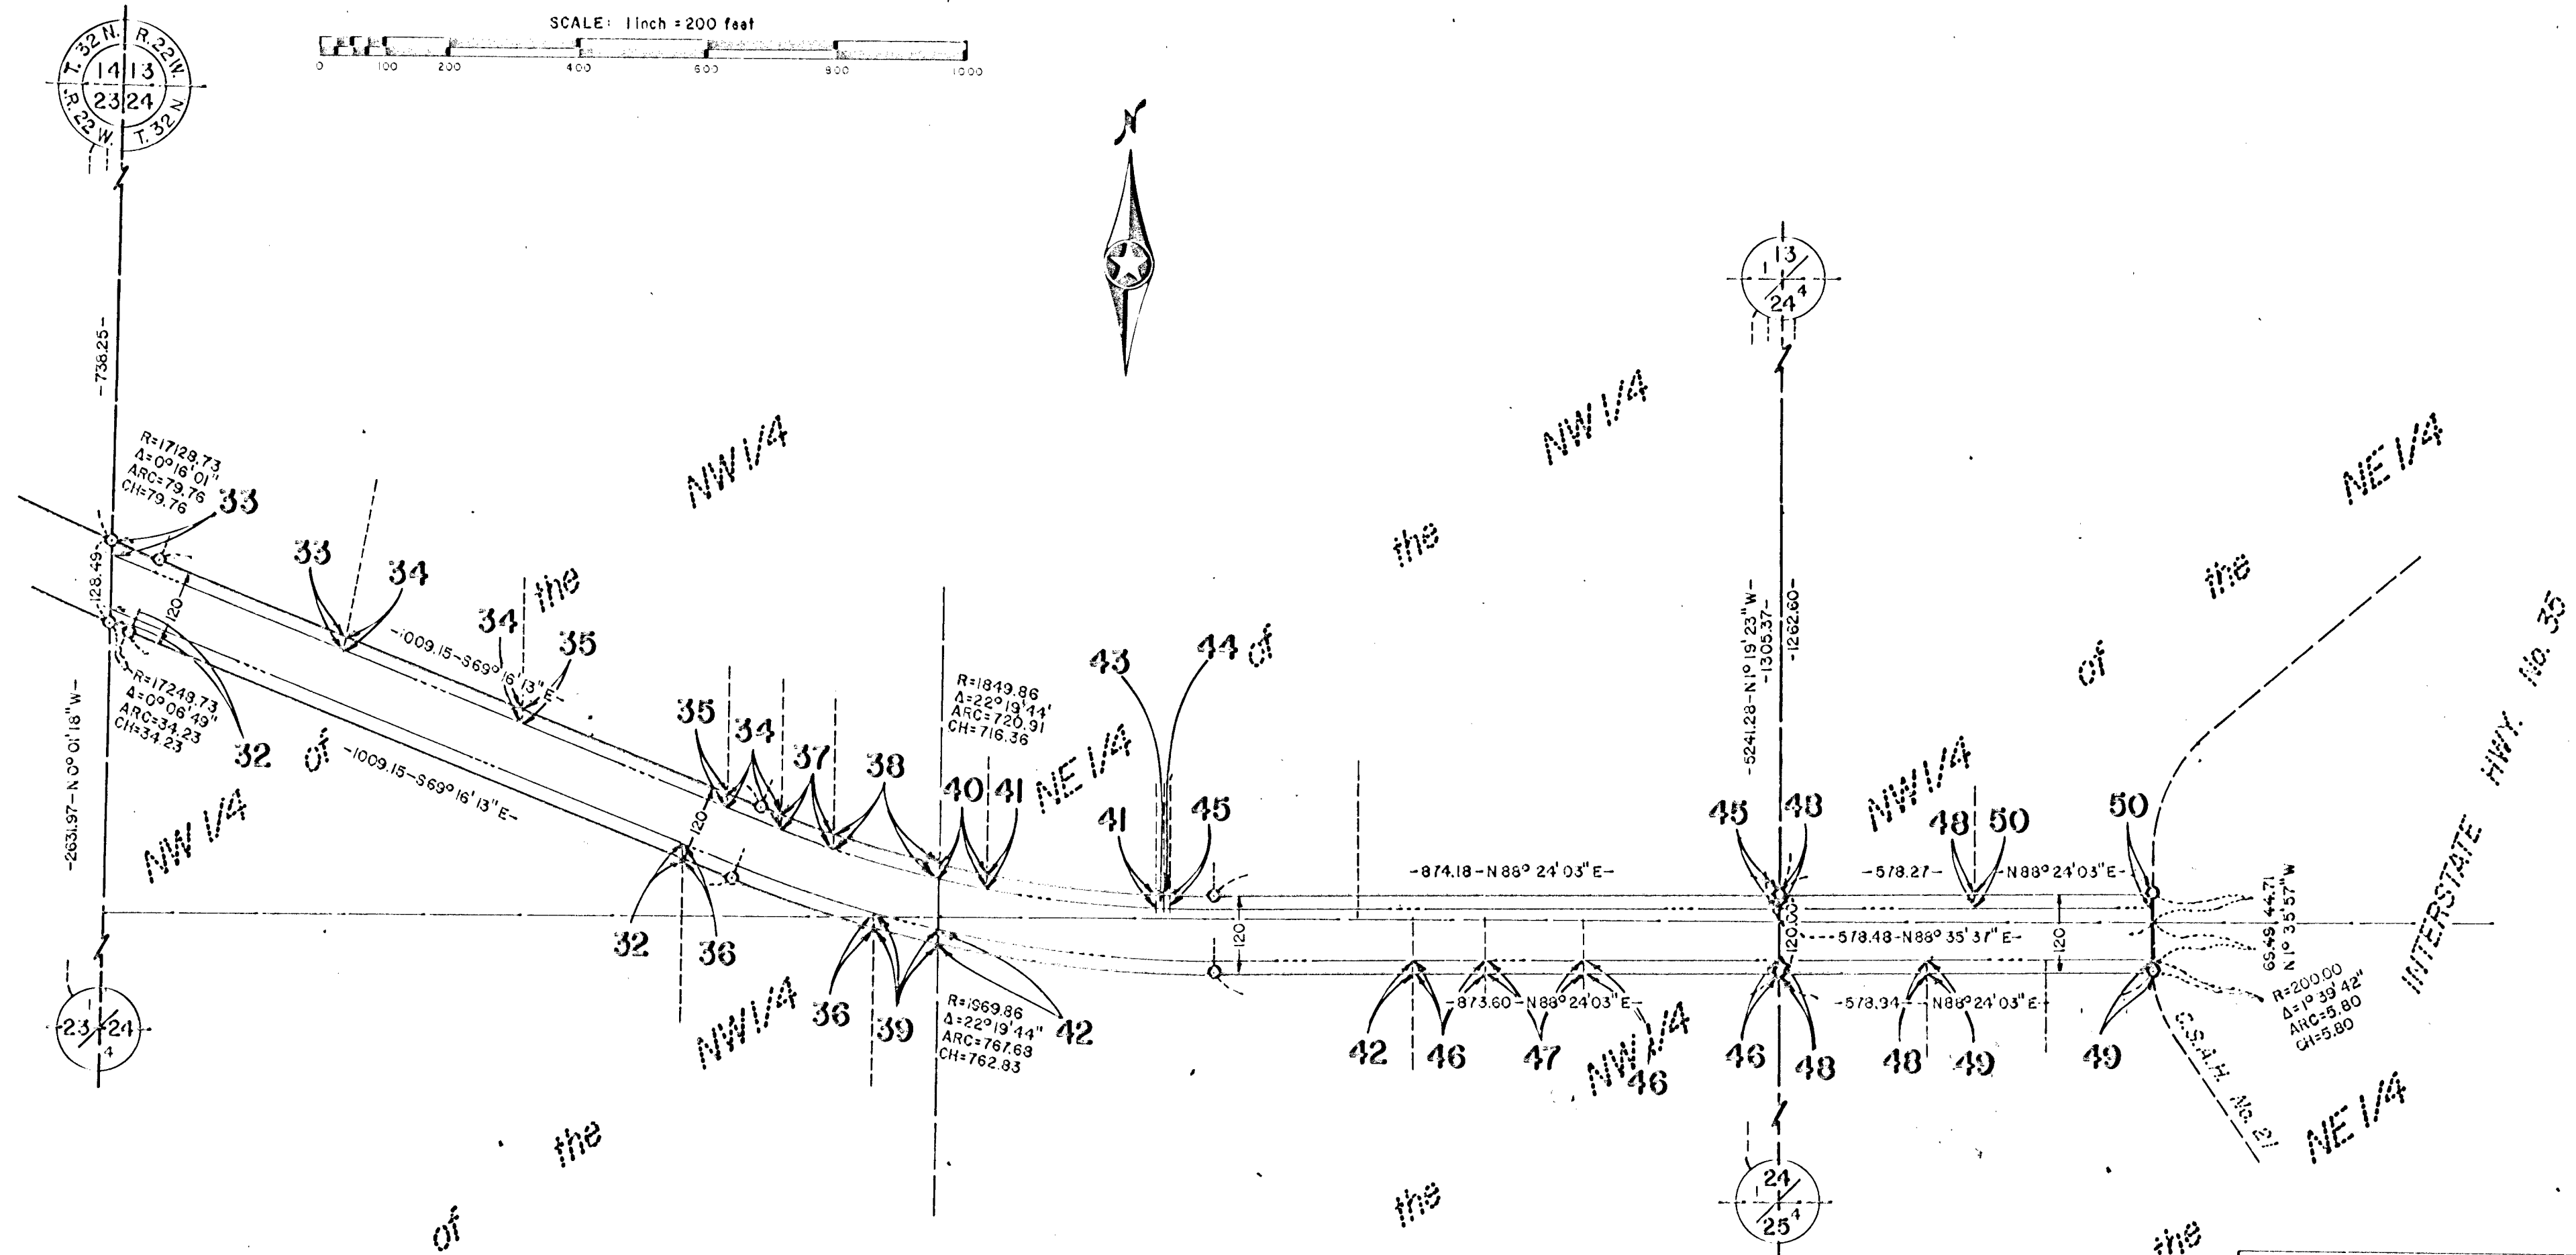 SCALE: 1 inch = 200 feet
0 100 200 400 600 800 1000
T. 32 N. R. 22 W.
14 13
23 24
R. 22 W. T. 32 N.
N
13
1
24 4
-738.25-
R=17128.73
Δ=0°16'01"
ARC=79.76
CH=79.76
33
128.49
120
33
34
34
35
NW 1/4
the
-1009.15-S69°16'13"E-
-2631.97-N0°01'18"W-
R=17248.73
Δ=0°06'49"
ARC=34.23
CH=34.23
32
of
-1009.15-S69°16'13"E-
NW 1/4
35
34
37
38
40
41
120
R=1849.86
Δ=22°19'44'
ARC=720.91
CH=716.36
NE 1/4
43
44
of
41
45
NW 1/4
the
-5241.28-N1°19'23"W-
-1305.37-
-1262.60-
NE 1/4
the
of
INTERSTATE HWY. No. 35
NW 1/4
45
48
48
50
50
-874.18-N88°24'03"E-
-578.27- -N88°24'03"E-
120
120.00
-578.48-N88°35'37"E-
120
69.49 44.71
N1°35'57"W
R=200.00
Δ=1°39'42"
ARC=5.80
CH=5.80
32
36
36
39
42
R=1969.86
Δ=22°19'44"
ARC=767.68
CH=762.83
-873.60-N88°24'03"E-
-578.94- -N88°24'03"E-
42
46
47
46
46
48
48
49
49
NW 1/4
NW 1/4
C.S.A.H. No. 21
NE 1/4
1
23 24
4
the
of
the
24
1
25 4
the